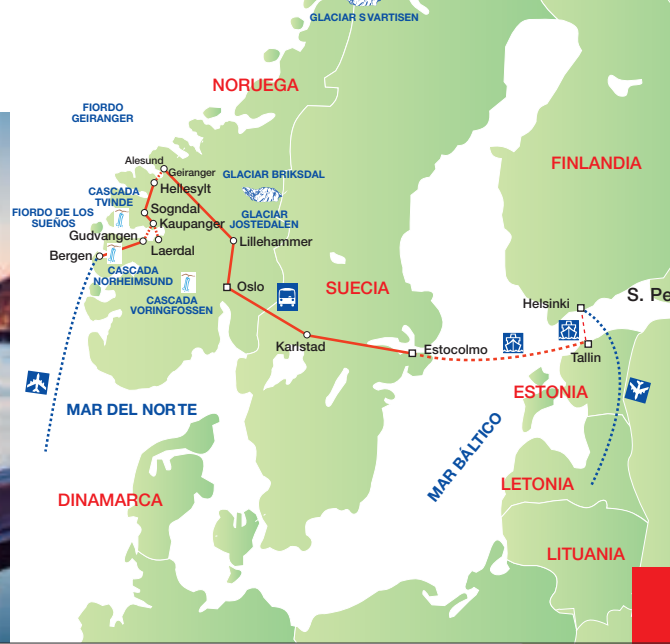 GLACIAR SVARTISEN
NORUEGA
FIORDO
GEIRANGER
FINLANDIA
Alesund
Geiranger
GLACIAR BRIKSDAL
Hellesylt
CASCADA
TVINDE
FIORDO DE LOS
SUEÑOS
Sogndal
GLACIAR
JOSTEDALEN
Kaupanger
Gudvangen
Lillehammer
Laerdal
Bergen
CASCADA
NORHEIMSUND
Oslo
SUECIA
CASCADA
VORINGFOSSEN
S. Pe
Helsinki
Karlstad
Estocolmo
Tallin
ESTONIA
MAR DEL NORTE
MAR BÁLTICO
LETONIA
DINAMARCA
LITUANIA